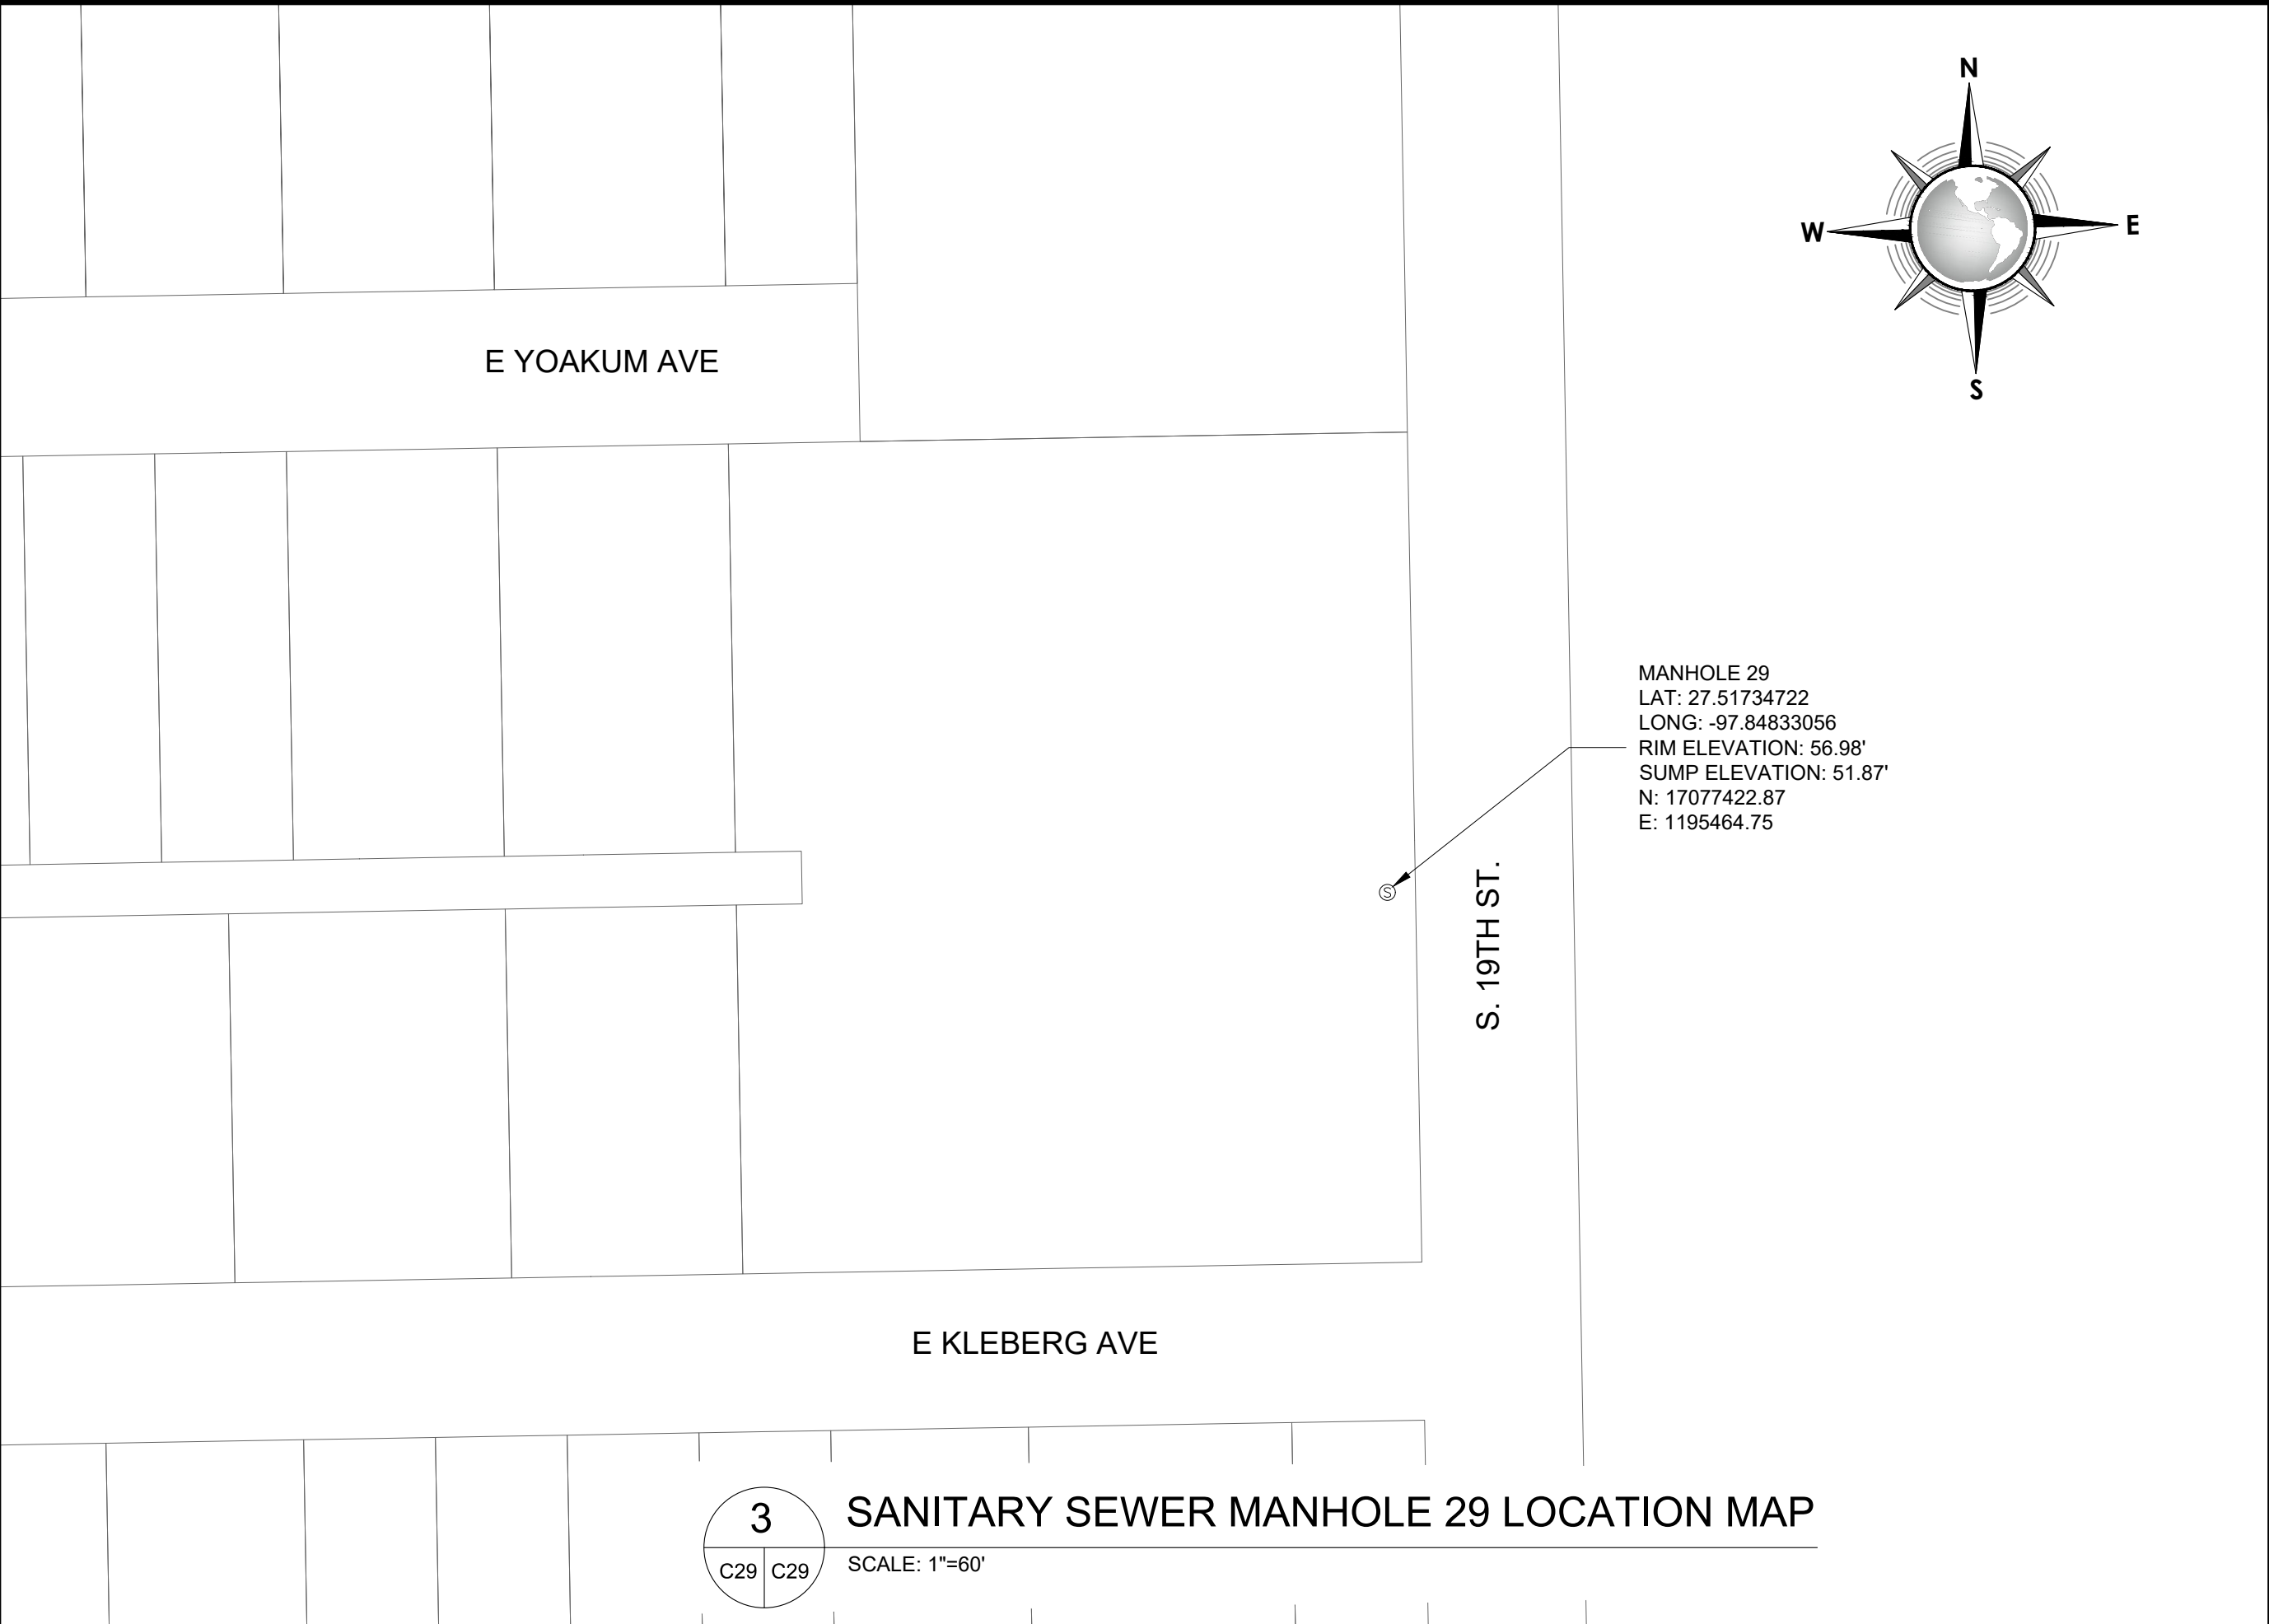 N
W
E
S
E YOAKUM AVE
MANHOLE 29
LAT: 27.51734722
LONG: -97.84833056
RIM ELEVATION: 56.98'
SUMP ELEVATION: 51.87'
N: 17077422.87
E: 1195464.75
S
S. 19TH ST.
E KLEBERG AVE
3
C29 C29
SANITARY SEWER MANHOLE 29 LOCATION MAP
SCALE: 1"=60'